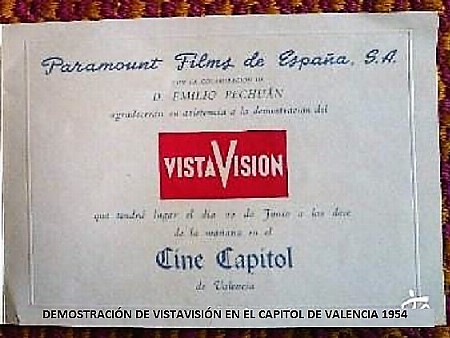 Paramount Films de España, S.A.
CON LA COLABORACIÓN DE
D. EMILIO PECHUÁN
agradecerán su asistencia a la demostración del
VISTAVISION
que tendrá lugar el día de Junio a las doce
de la mañana en el
Cine Capitol
de Valencia
DEMOSTRACIÓN DE VISTAVISIÓN EN EL CAPITOL DE VALENCIA 1954